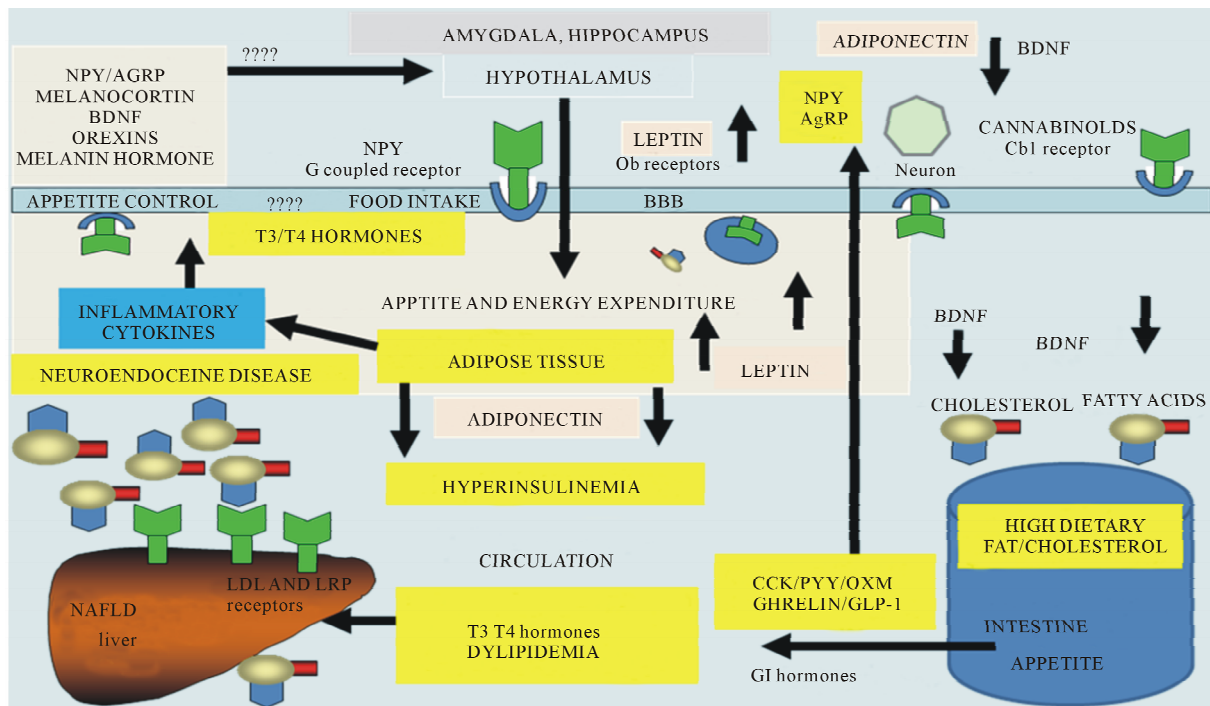 AMYGDALA, HIPPOCAMPUS
HYPOTHALAMUS
????
NPY/AGRP
MELANOCORTIN
BDNF
OREXINS
MELANIN HORMONE
ADIPONECTIN
BDNF
NPY
AgRP
LEPTIN
Ob receptors
NPY
G coupled receptor
Neuron
CANNABINOLDS
Cb1 receptor
APPETITE CONTROL
????
FOOD INTAKE
BBB
T3/T4 HORMONES
INFLAMMATORY
CYTOKINES
APPTITE AND ENERGY EXPENDITURE
ADIPOSE TISSUE
LEPTIN
NEUROENDOCEINE DISEASE
ADIPONECTIN
HYPERINSULINEMIA
BDNF
BDNF
CHOLESTEROL
FATTY ACIDS
HIGH DIETARY
FAT/CHOLESTEROL
INTESTINE
APPETITE
CIRCULATION
CCK/PYY/OXM
GHRELIN/GLP-1
GI hormones
T3 T4 hormones
DYLIPIDEMIA
LDL AND LRP
receptors
NAFLD
liver